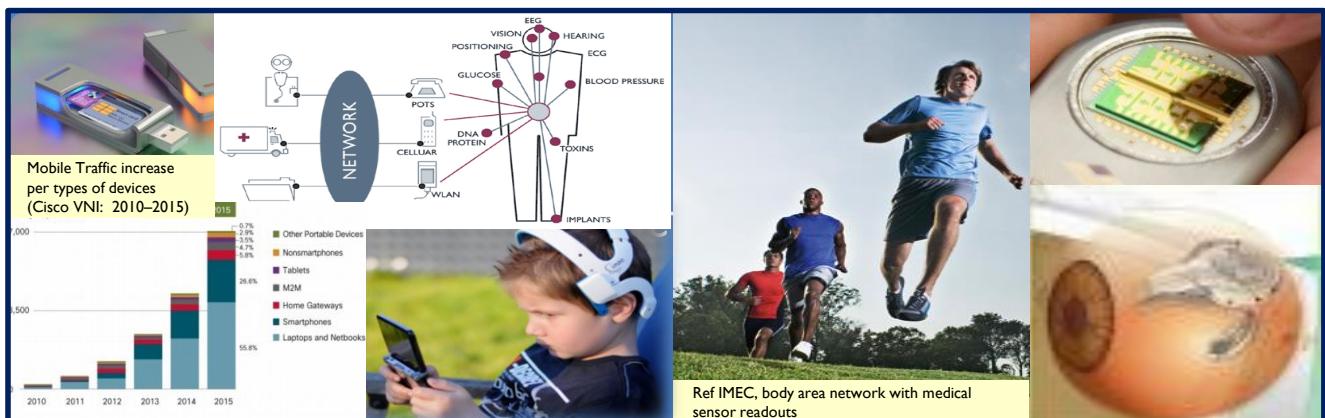 EEG
VISION
HEARING
POSITIONING
ECG
GLUCOSE
BLOOD PRESSURE
POTS
NETWORK
DNA
PROTEIN
TOXINS
CELLUAR
WLAN
IMPLANTS
Mobile Traffic increase
per types of devices
(Cisco VNI: 2010–2015)
2015
0.7%
2.9%
3.5%
4.7%
5.8%
26.6%
55.8%
7,000
3,500
0
Other Portable Devices
Nonsmartphones
Tablets
M2M
Home Gateways
Smartphones
Laptops and Netbooks
2010 2011 2012 2013 2014 2015
Ref IMEC, body area network with medical
sensor readouts